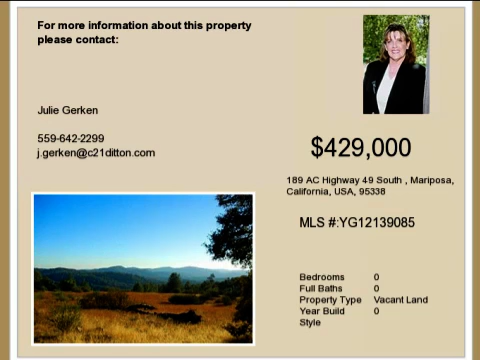 For more information about this property
please contact:
Julie Gerken
559-642-2299
j.gerken@c21ditton.com
$429,000
189 AC Highway 49 South , Mariposa,
California, USA, 95338
MLS #:YG12139085
Bedrooms 0
Full Baths 0
Property Type Vacant Land
Year Build 0
Style